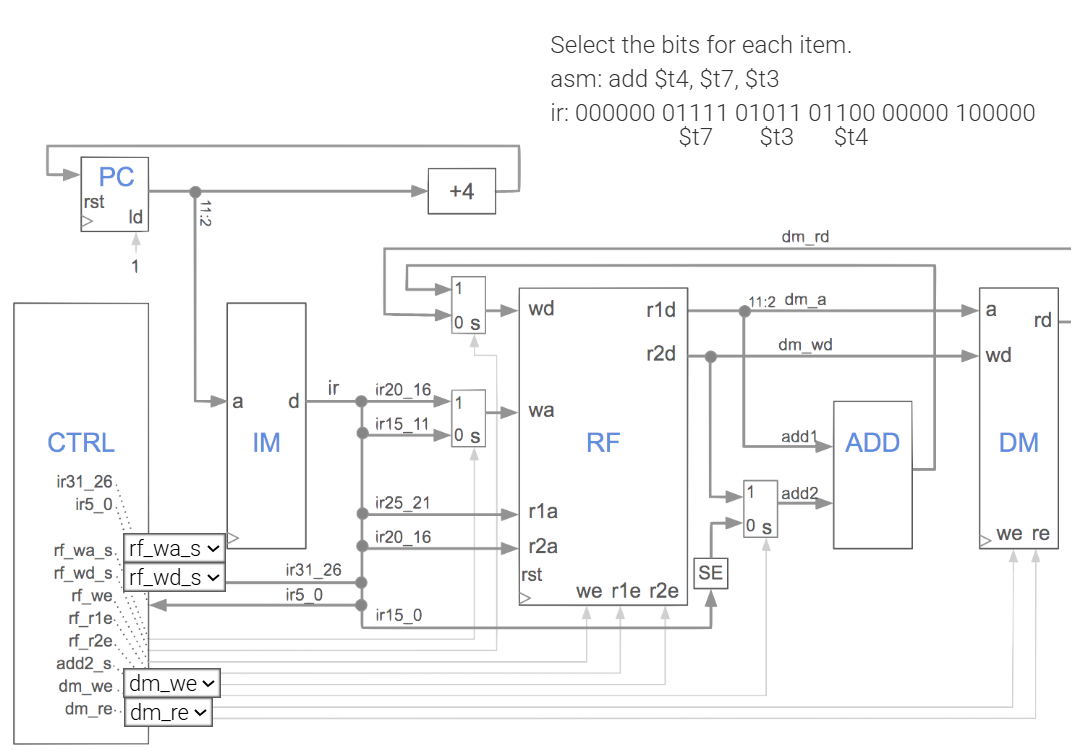 Select the bits for each item.
asm: add $t4, $t7, $t3
ir: 000000 01111 01011 01100 00000 100000
$t7 $t3 $t4
PC
rst
ld
1
11:2
+4
dm_rd
1
0 s
wd
r1d
11:2 dm_a
a
rd
r2d
dm_wd
wd
a
d
ir
ir20_16
1
wa
ir15_11
0 s
CTRL
IM
RF
add1
ADD
DM
ir31_26
ir5_0
ir25_21
r1a
1
add2
0 s
ir20_16
r2a
we re
rf_wa_s
rf_wa_s
rf_wd_s
rf_wd_s
ir31_26
rst
SE
rf_we
ir5_0
we r1e r2e
rf_r1e
ir15_0
rf_r2e
add2_s
dm_we
dm_we
dm_re
dm_re